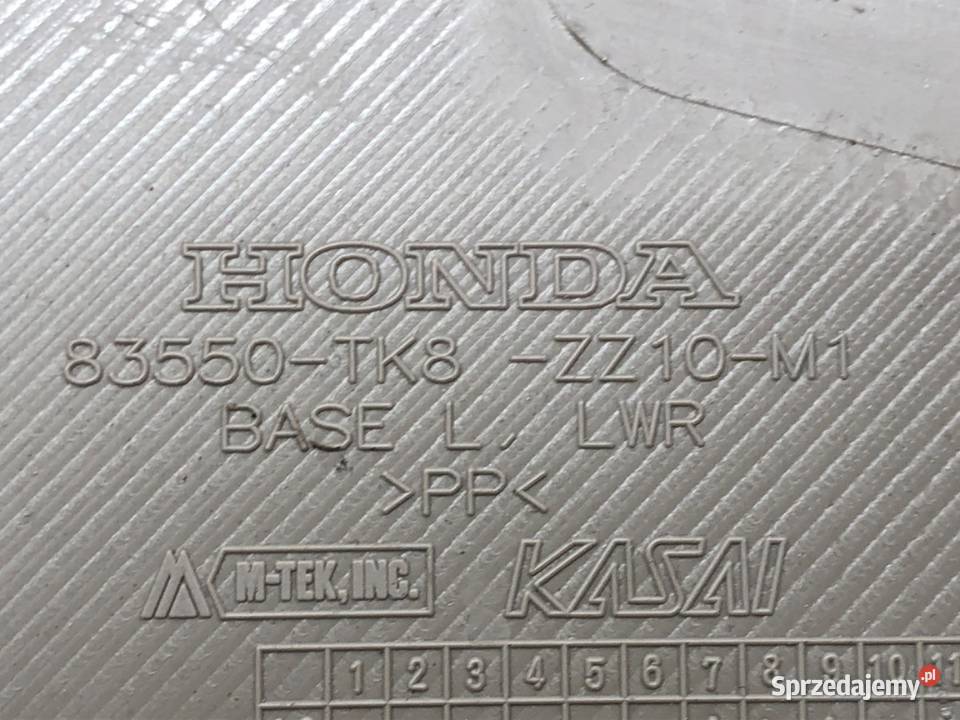 HONDA
83550-TK8 -ZZ10-M1
BASE L, LWR
>PP<
M-TEK, INC. KASAI
1 2 3 4 5 6 7 8 9 10 11
Sprzedajemy.pl